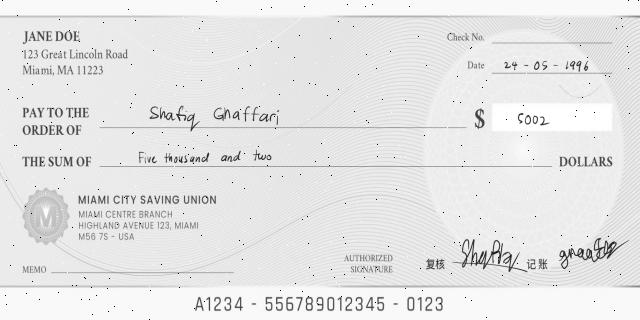 JANE DOE
123 Great Lincoln Road
Miami, MA 11223
Check No.
Date 24 - 05 - 1996
PAY TO THE ORDER OF Shafiq Ghaffari $ 5002
THE SUM OF Five thousand and two DOLLARS
M
MIAMI CITY SAVING UNION
MIAMI CENTRE BRANCH
HIGHLAND AVENUE 123, MIAMI
M56 7S - USA
MEMO
AUTHORIZED SIGNATURE 复核 Shafiq 记账
A1234 - 556789012345 - 0123